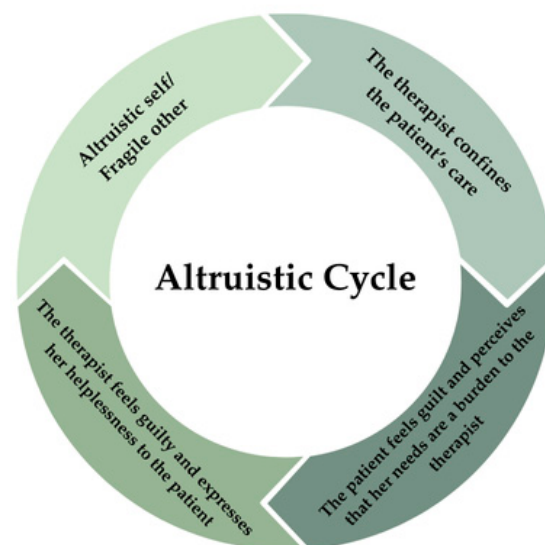 Altruistic self/
Fragile other
The therapist confines
the patient's care
Altruistic Cycle
The patient feels guilt and perceives
that her needs are a burden to the
therapist
The therapist feels guilty and expresses
her helplessness to the patient